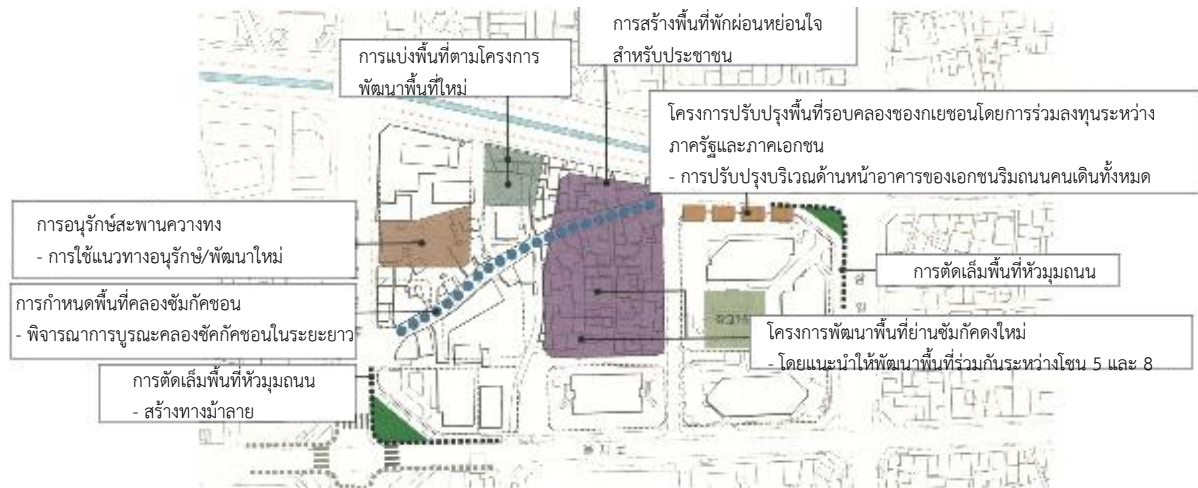 การสร้างพื้นที่พักผ่อนหย่อนใจ
สำหรับประชาชน
การแบ่งพื้นที่ตามโครงการ
พัฒนาพื้นที่ใหม่
โครงการปรับปรุงพื้นที่รอบคลองชองกเยชอนโดยการร่วมลงทุนระหว่าง
ภาครัฐและภาคเอกชน
- การปรับปรุงบริเวณด้านหน้าอาคารของเอกชนริมถนนคนเดินทั้งหมด
การอนุรักษ์สะพานควางทง
- การใช้แนวทางอนุรักษ์/พัฒนาใหม่
การตัดเล็มพื้นที่หัวมุมถนน
การกำหนดพื้นที่คลองซัมกัคชอน
- พิจารณาการบูรณะคลองซัคกัคชอนในระยะยาว
โครงการพัฒนาพื้นที่ย่านซัมกัคดงใหม่
- โดยแนะนำให้พัฒนาพื้นที่ร่วมกันระหว่างโซน 5 และ 8
การตัดเล็มพื้นที่หัวมุมถนน
- สร้างทางม้าลาย